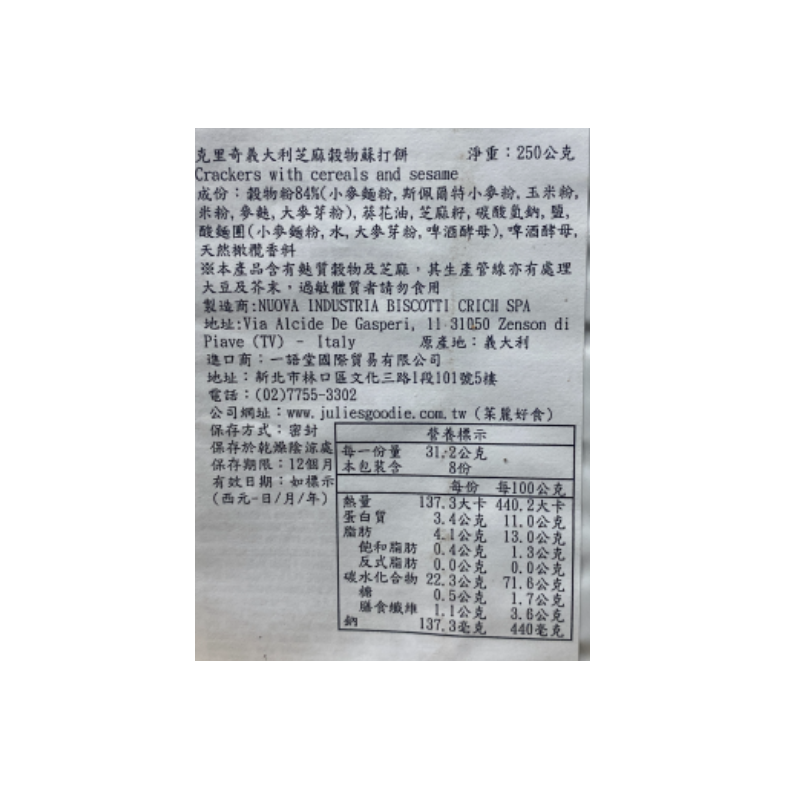 克里奇義大利芝麻穀物蘇打餅 淨重：250公克
Crackers with cereals and sesame
成份：穀物粉84%(小麥麵粉, 斯佩爾特小麥粉, 玉米粉,
米粉, 麥麩, 大麥芽粉), 葵花油, 芝麻籽, 碳酸氫鈉, 鹽,
酸麵團(小麥麵粉, 水, 大麥芽粉, 啤酒酵母), 啤酒酵母,
天然橄欖香料
※本產品含有麩質穀物及芝麻，其生產管線亦有處理
大豆及芥末，過敏體質者請勿食用
製造商:NUOVA INDUSTRIA BISCOTTI CRICH SPA
地址:Via Alcide De Gasperi, 11 31050 Zenson di
Piave (TV) - Italy 原產地：義大利
進口商：一語堂國際貿易有限公司
地址：新北市林口區文化三路1段101號5樓
電話：(02)7755-3302
公司網址：www.juliesgoodie.com.tw (茱麗好食)
保存方式：密封
保存於乾燥陰涼處
保存期限：12個月
有效日期：如標示
(西元-日/月/年)
營養標示
每一份量 31.2公克
本包裝含 8份
每份 每100公克
熱量 137.3大卡 440.2大卡
蛋白質 3.4公克 11.0公克
脂肪 4.1公克 13.0公克
飽和脂肪 0.4公克 1.3公克
反式脂肪 0.0公克 0.0公克
碳水化合物 22.3公克 71.6公克
糖 0.5公克 1.7公克
膳食纖維 1.1公克 3.6公克
鈉 137.3毫克 440毫克